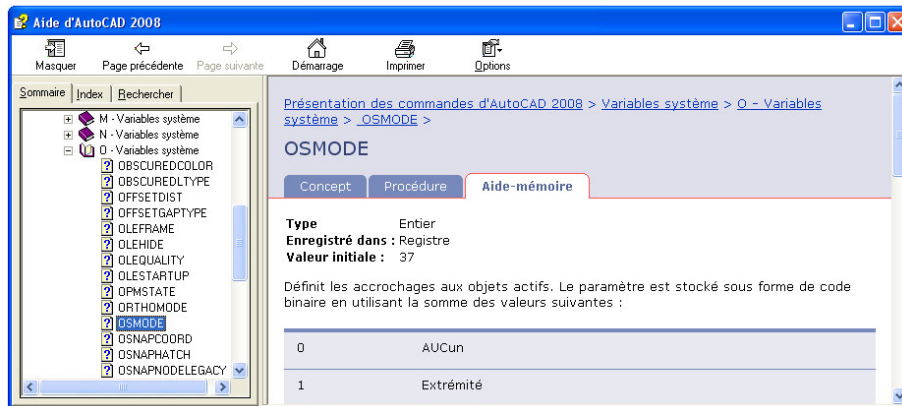 Aide d'AutoCAD 2008
Masquer Page précédente Page suivante Démarrage Imprimer Options
Sommaire Index Rechercher
M - Variables système
N - Variables système
O - Variables système
OBSCUREDCOLOR
OBSCUREDLTYPE
OFFSETDIST
OFFSETGAPTYPE
OLEFRAME
OLEHIDE
OLEQUALITY
OLESTARTUP
OPMSTATE
ORTHOMODE
OSMODE
OSNAPCOORD
OSNAPHATCH
OSNAPNODELEGACY
Présentation des commandes d'AutoCAD 2008 > Variables système > O - Variables
système > OSMODE >
OSMODE
Concept Procédure Aide-mémoire
Type Entier
Enregistré dans : Registre
Valeur initiale : 37
Définit les accrochages aux objets actifs. Le paramètre est stocké sous forme de code
binaire en utilisant la somme des valeurs suivantes :
0 AUCun
1 Extrémité